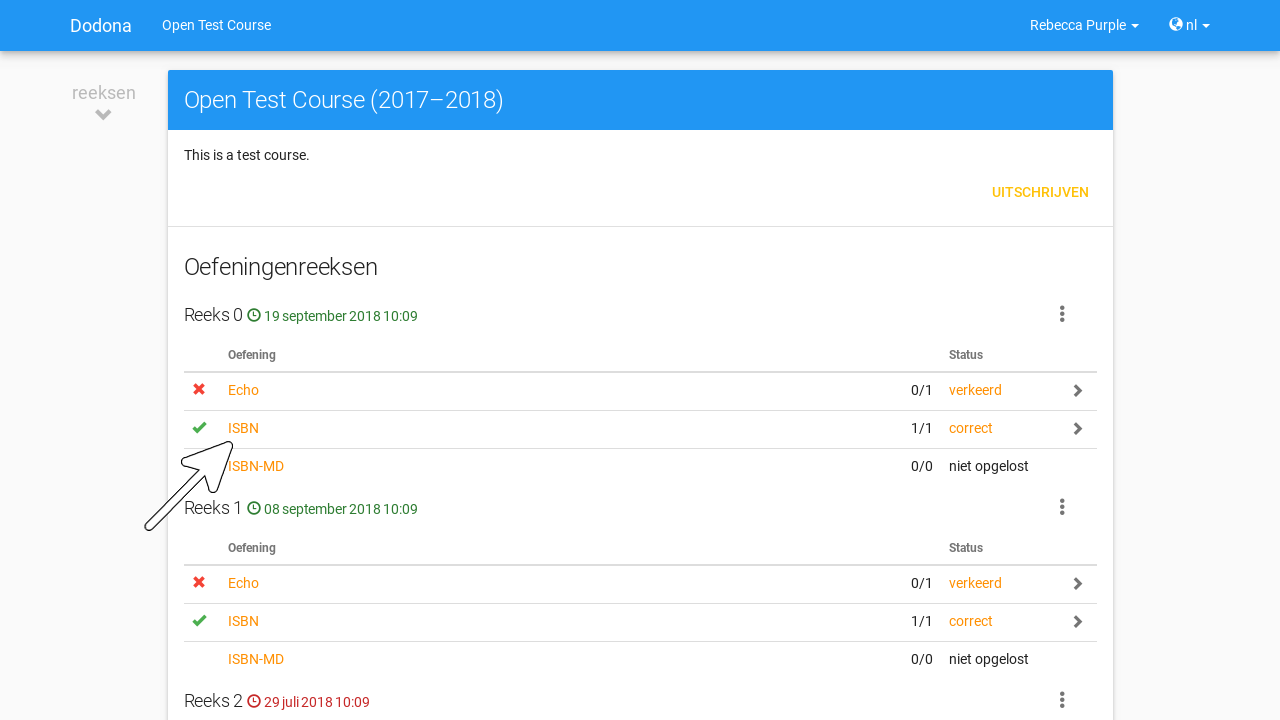 Dodona Open Test Course Rebecca Purple nl
reeksen
Open Test Course (2017–2018)
This is a test course.
UITSCHRIJVEN
Oefeningenreeksen
Reeks 0 19 september 2018 10:09
Oefening Status
Echo 0/1 verkeerd
ISBN 1/1 correct
ISBN-MD 0/0 niet opgelost
Reeks 1 08 september 2018 10:09
Oefening Status
Echo 0/1 verkeerd
ISBN 1/1 correct
ISBN-MD 0/0 niet opgelost
Reeks 2 29 juli 2018 10:09